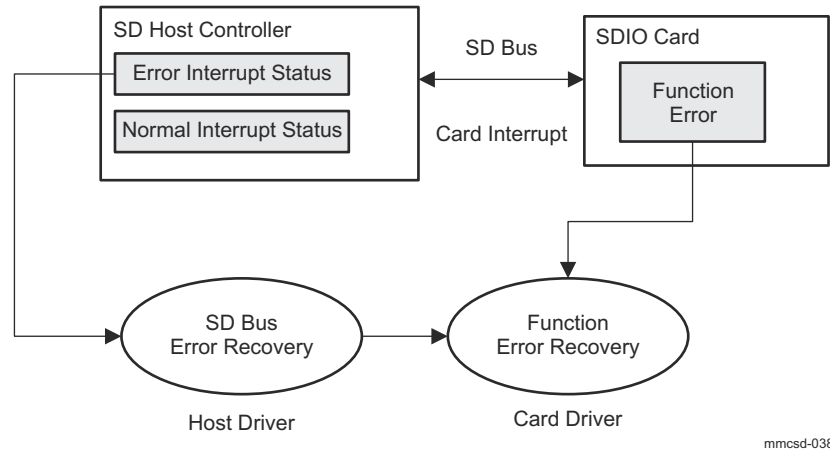 SD Host Controller
Error Interrupt Status
Normal Interrupt Status
SD Bus
Card Interrupt
SDIO Card
Function
Error
SD Bus
Error Recovery
Function
Error Recovery
Host Driver
Card Driver
mmcsd-038